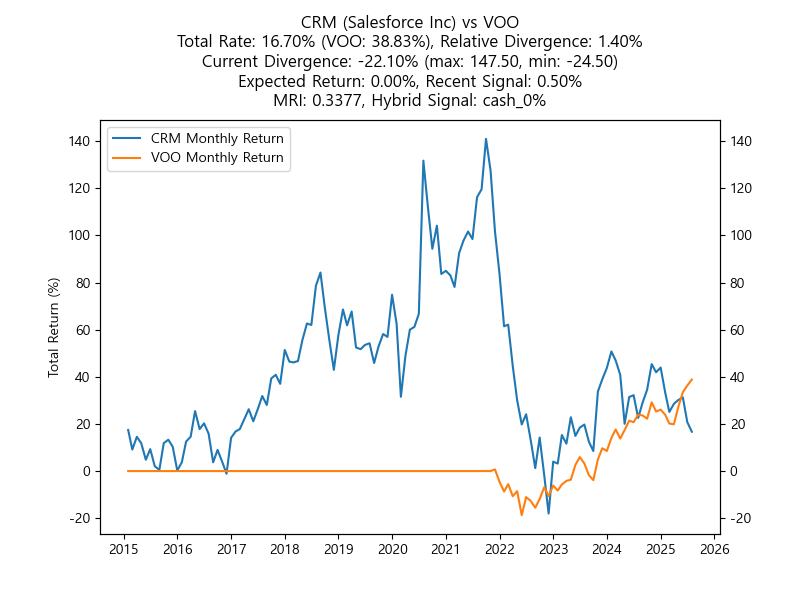 CRM (Salesforce Inc) vs VOO
Total Rate: 16.70% (VOO: 38.83%), Relative Divergence: 1.40%
Current Divergence: -22.10% (max: 147.50, min: -24.50)
Expected Return: 0.00%, Recent Signal: 0.50%
MRI: 0.3377, Hybrid Signal: cash_0%
CRM Monthly Return
VOO Monthly Return
Total Return (%)
140 140
120 120
100 100
80 80
60 60
40 40
20 20
0 0
-20 -20
2015 2016 2017 2018 2019 2020 2021 2022 2023 2024 2025 2026